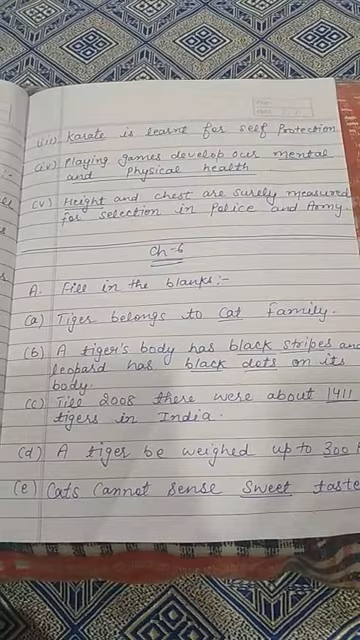 (iii) Karate is learnt for self Protection
(iv) Playing games develop our mental
and Physical health
(v) Height and chest are surely measured
for selection in Police and Army.
Ch-6
A. Fill in the blanks:-
(a) Tiger belongs to Cat family.
(b) A tiger's body has black stripes and
leopard has black dots on its
body.
(c) Till 2008 there were about 1411
tigers in India.
(d) A tiger be weighed up to 300
(e) Cats Cannot sense Sweet taste